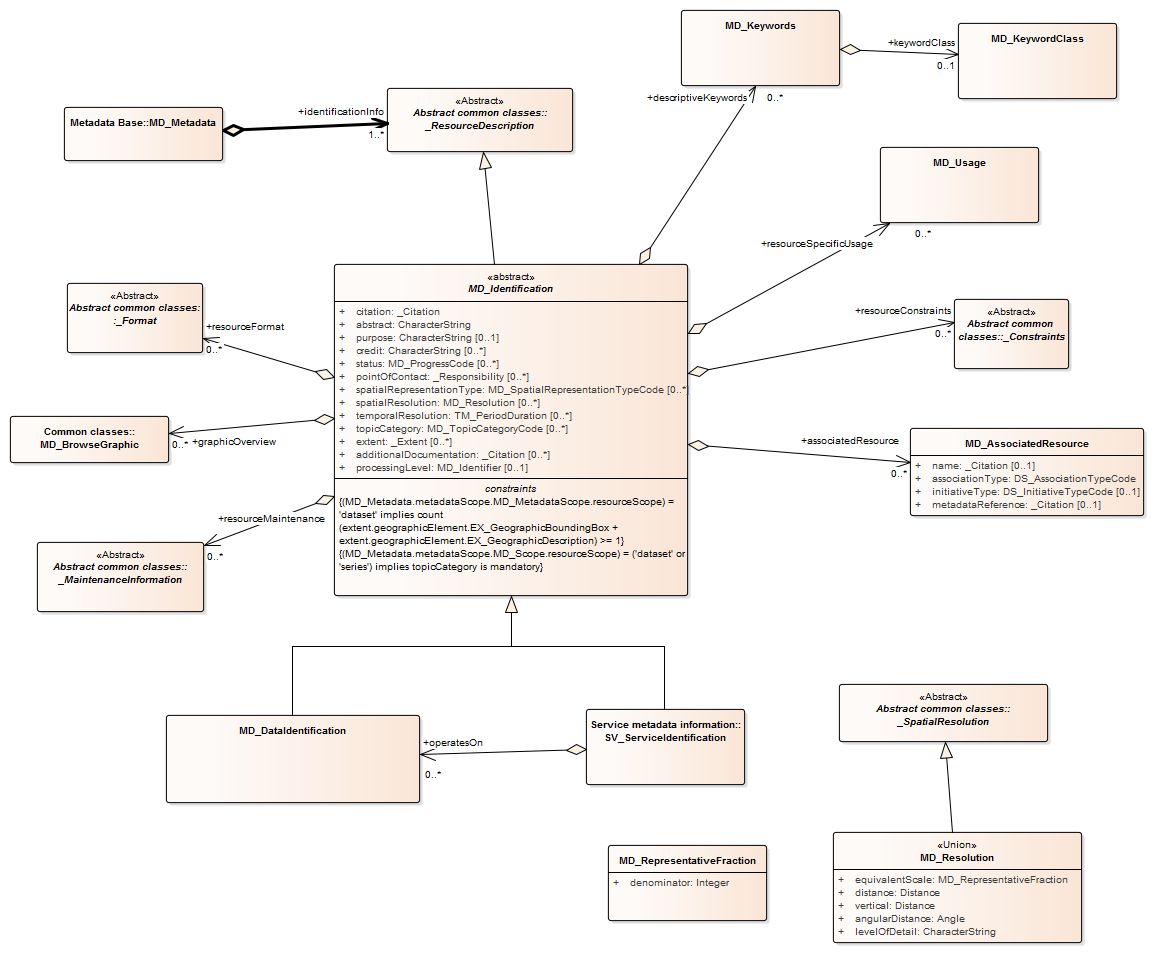 MD_Keywords
+keywordClass
0..1
MD_KeywordClass
+descriptiveKeywords
0..*
Metadata Base::MD_Metadata
+identificationInfo
1..*
«Abstract»
Abstract common classes::
_ResourceDescription
MD_Usage
+resourceSpecificUsage
0..*
«abstract»
MD_Identification
+ citation: _Citation
+ abstract: CharacterString
+ purpose: CharacterString [0..1]
+ credit: CharacterString [0..*]
+ status: MD_ProgressCode [0..*]
+ pointOfContact: _Responsibility [0..*]
+ spatialRepresentationType: MD_SpatialRepresentationTypeCode [0..*]
+ spatialResolution: MD_Resolution [0..*]
+ temporalResolution: TM_PeriodDuration [0..*]
+ topicCategory: MD_TopicCategoryCode [0..*]
+ extent: _Extent [0..*]
+ additionalDocumentation: _Citation [0..*]
+ processingLevel: MD_Identifier [0..1]
constraints
{(MD_Metadata.metadataScope.MD_MetadataScope.resourceScope) =
'dataset' implies count
(extent.geographicElement.EX_GeographicBoundingBox +
extent.geographicElement.EX_GeographicDescription) >= 1}
{(MD_Metadata.metadataScope.MD_Scope.resourceScope) = ('dataset' or
'series') implies topicCategory is mandatory}
«Abstract»
Abstract common classes:
:_Format
+resourceFormat
0..*
Common classes::
MD_BrowseGraphic
0..*
+graphicOverview
+resourceMaintenance
0..*
«Abstract»
Abstract common classes::
_MaintenanceInformation
+resourceConstraints
0..*
«Abstract»
Abstract common
classes::_Constraints
+associatedResource
0..*
MD_AssociatedResource
+ name: _Citation [0..1]
+ associationType: DS_AssociationTypeCode
+ initiativeType: DS_InitiativeTypeCode [0..1]
+ metadataReference: _Citation [0..1]
MD_DataIdentification
+operatesOn
0..*
Service metadata information::
SV_ServiceIdentification
«Abstract»
Abstract common classes::
_SpatialResolution
MD_RepresentativeFraction
+ denominator: Integer
«Union»
MD_Resolution
+ equivalentScale: MD_RepresentativeFraction
+ distance: Distance
+ vertical: Distance
+ angularDistance: Angle
+ levelOfDetail: CharacterString